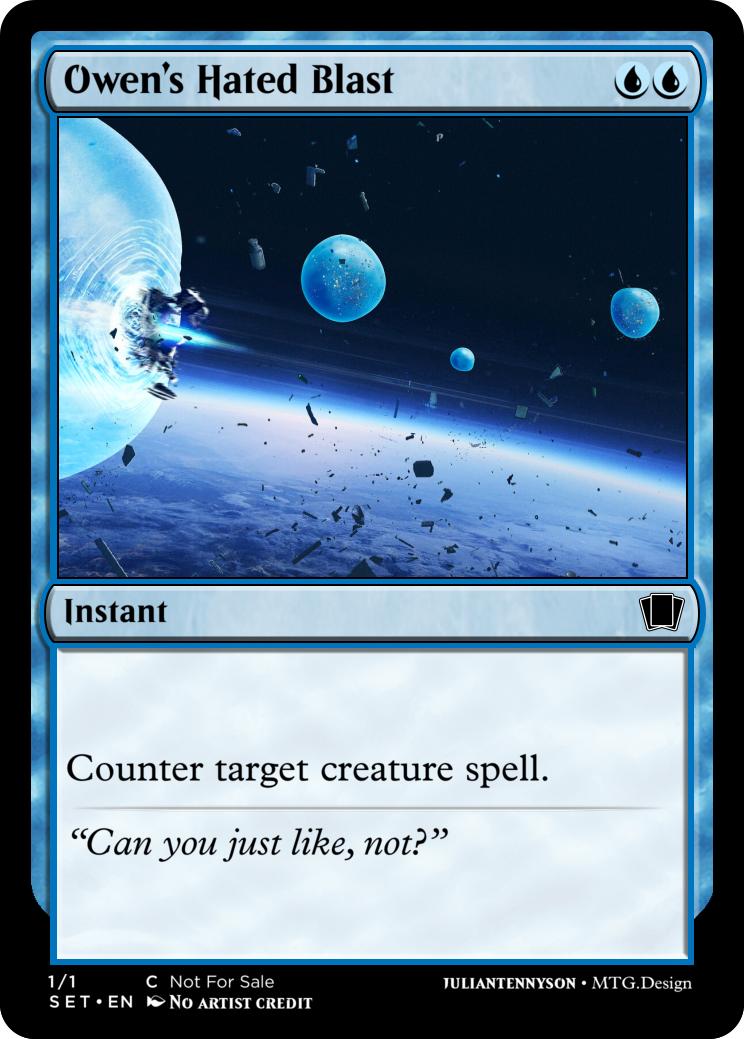 Owen's Hated Blast
Instant
Counter target creature spell.
“Can you just like, not?”
1/1 C Not For Sale
SET • EN No artist credit
JULIANTENNYSON • MTG.Design